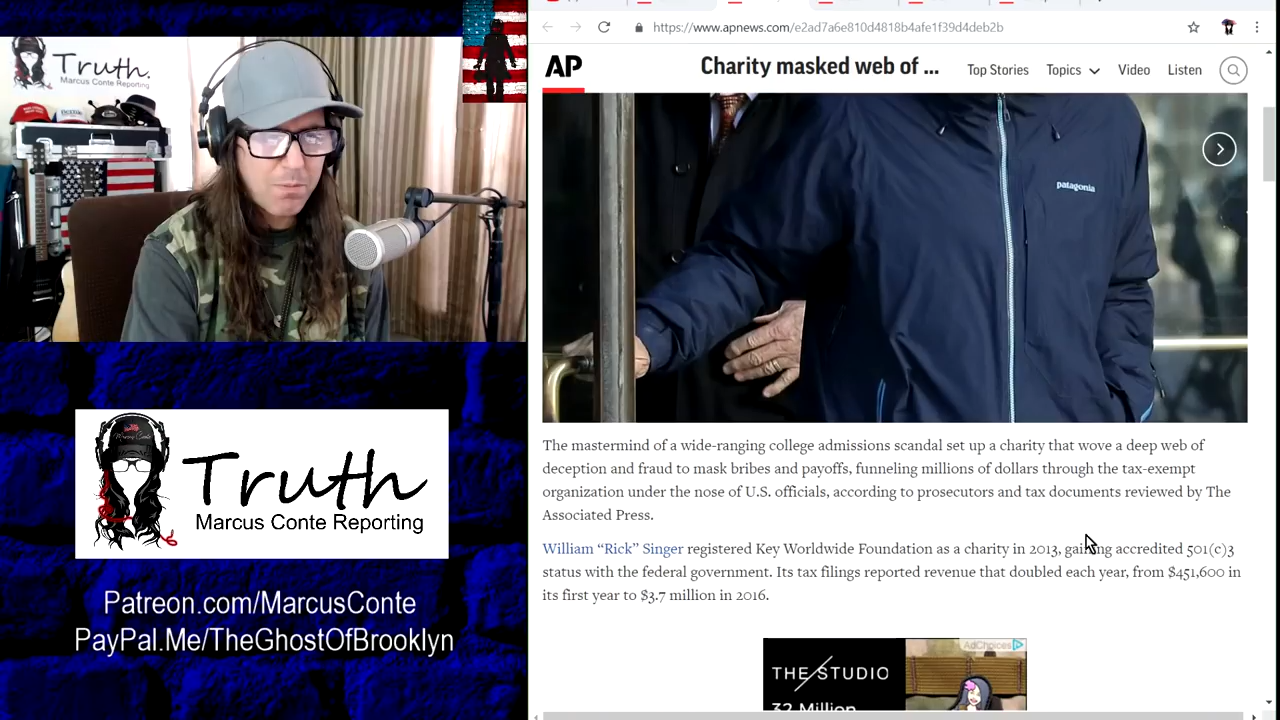 Truth.
Marcus Conte Reporting
Truth
Marcus Conte Reporting
Patreon.com/MarcusConte
PayPal.Me/TheGhostOfBrooklyn
https://www.apnews.com/e2ad7a6e810d4818b4afe1f39d4deb2b
AP
Charity masked web of ...
Top Stories
Topics
Video
Listen
patagonia
The mastermind of a wide-ranging college admissions scandal set up a charity that wove a deep web of
deception and fraud to mask bribes and payoffs, funneling millions of dollars through the tax-exempt
organization under the nose of U.S. officials, according to prosecutors and tax documents reviewed by The
Associated Press.
William “Rick” Singer registered Key Worldwide Foundation as a charity in 2013, gaining accredited 501(c)3
status with the federal government. Its tax filings reported revenue that doubled each year, from $451,600 in
its first year to $3.7 million in 2016.
AdChoices
THE STUDIO
32 Million